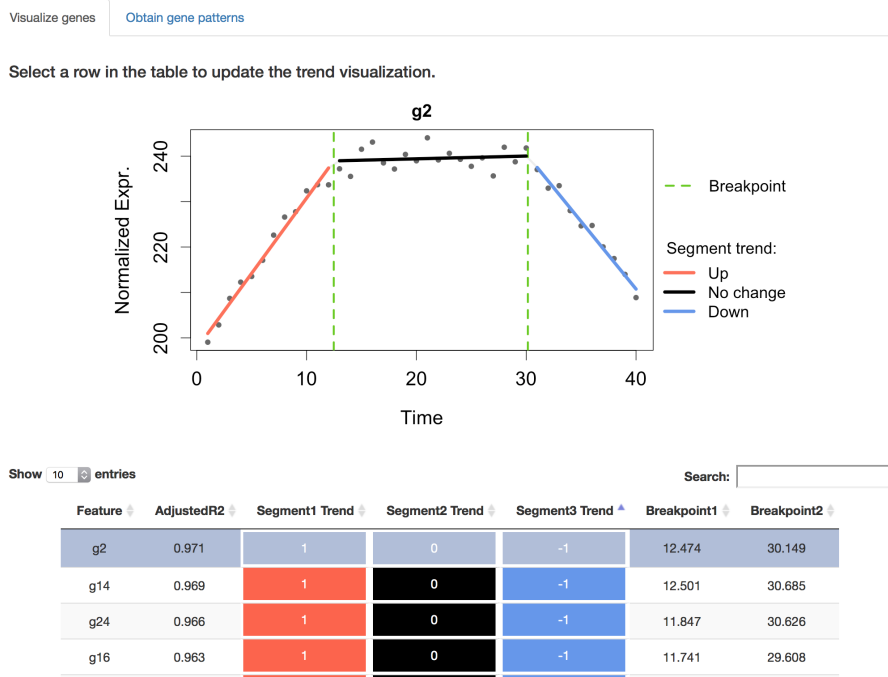 Visualize genes Obtain gene patterns
Select a row in the table to update the trend visualization.
g2
Normalized Expr.
240
220
200
0 10 20 30 40
Time
Breakpoint
Segment trend:
Up
No change
Down
Show 10 entries Search:
Feature AdjustedR2 Segment1 Trend Segment2 Trend Segment3 Trend Breakpoint1 Breakpoint2
g2 0.971 1 0 -1 12.474 30.149
g14 0.969 1 0 -1 12.501 30.685
g24 0.966 1 0 -1 11.847 30.626
g16 0.963 1 0 -1 11.741 29.608